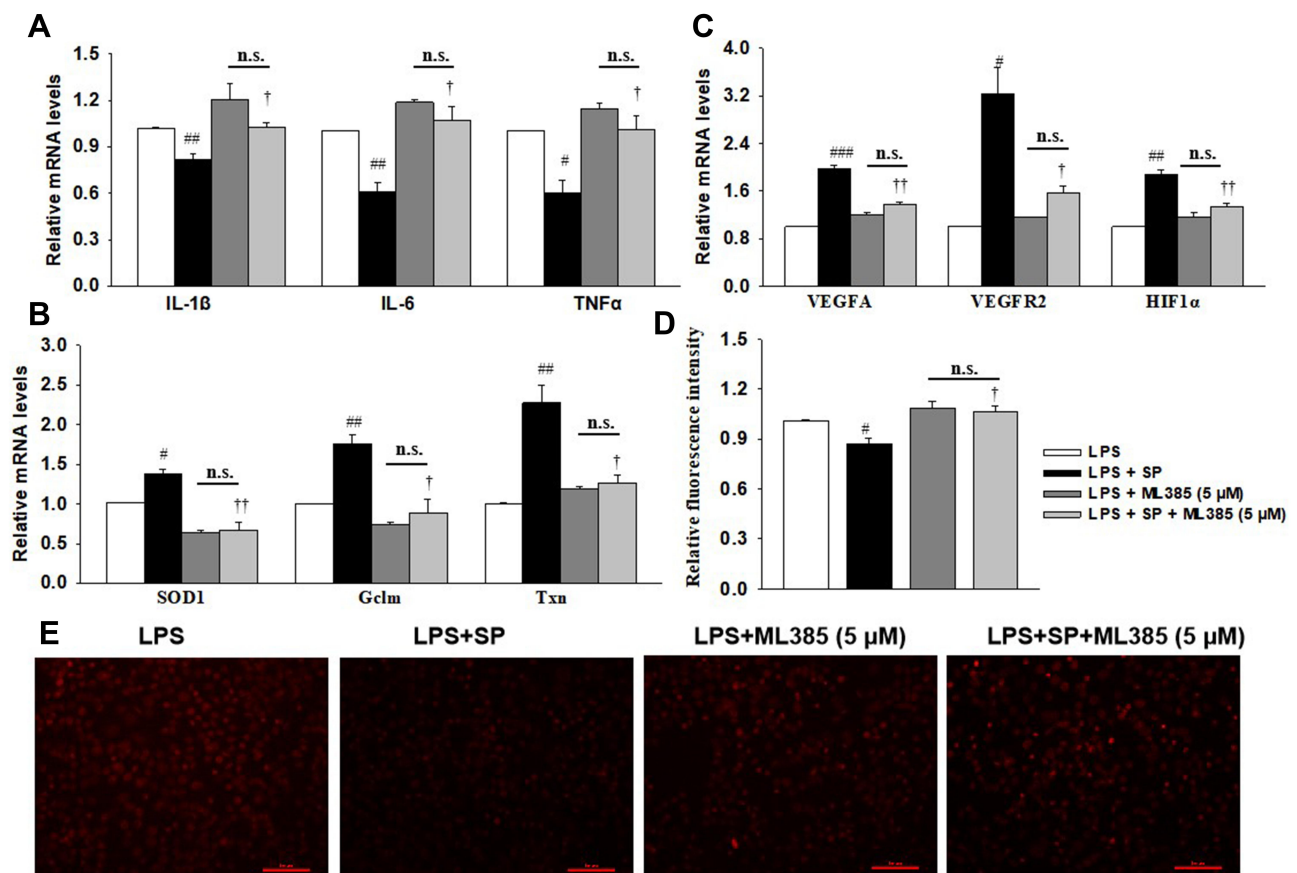 A
Relative mRNA levels
1.5
1.2
0.9
0.6
0.3
0.0
n.s.
n.s.
n.s.
##
†
##
†
#
†
IL-1ß
IL-6
TNFα
C
Relative mRNA levels
4.0
3.2
2.4
1.6
0.8
0.0
###
n.s.
††
#
n.s.
†
##
n.s.
††
VEGFA
VEGFR2
HIF1α
B
Relative mRNA levels
3.0
2.5
2.0
1.5
1.0
0.5
0.0
#
n.s.
††
##
n.s.
†
##
n.s.
†
SOD1
Gclm
Txn
D
Relative fluorescence intensity
1.5
1.2
0.9
0.6
0.3
0.0
#
n.s.
†
LPS
LPS + SP
LPS + ML385 (5 µM)
LPS + SP + ML385 (5 µM)
E
LPS
LPS+SP
LPS+ML385 (5 µM)
LPS+SP+ML385 (5 µM)